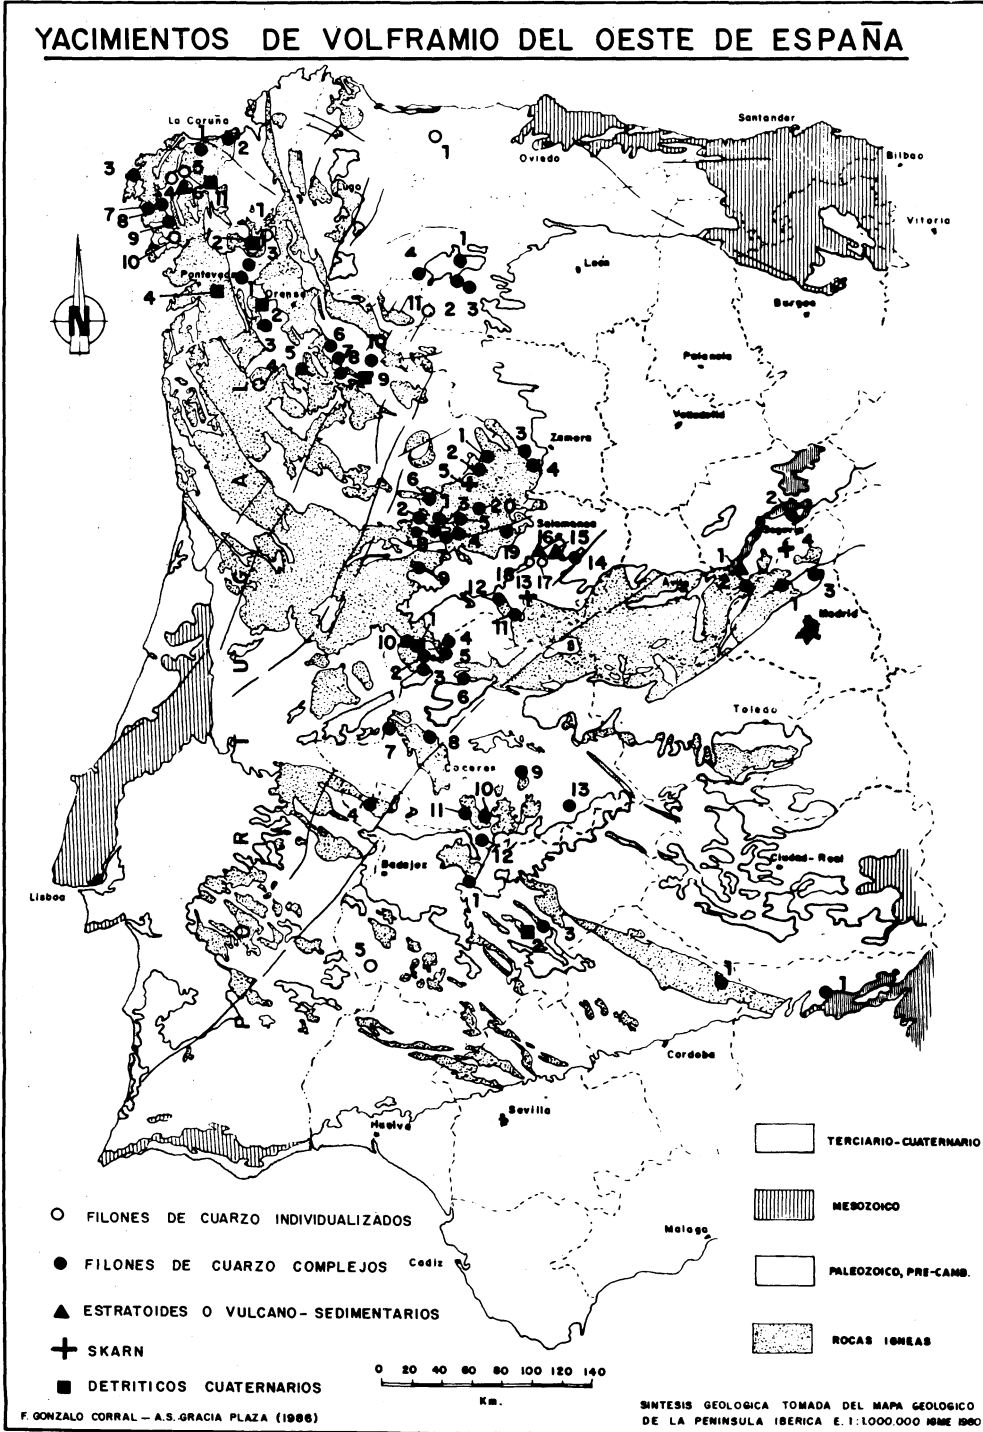 YACIMIENTOS DE VOLFRAMIO DEL OESTE DE ESPAÑA
La Coruña
Santander
Oviedo
Bilbao
Lugo
Vitoria
León
Pontevedra
Orense
Burgos
N
Palencia
Valladolid
Zamora
Salamanca
Segovia
Avila
Madrid
Toledo
Caceres
Badajoz
Ciudad-Real
Lisboa
PORTUGAL
Cordoba
Sevilla
Huelva
Malaga
Cadiz
TERCIARIO-CUATERNARIO
MESOZOICO
PALEOZOICO, PRE-CAMB.
ROCAS IGNEAS
FILONES DE CUARZO INDIVIDUALIZADOS
FILONES DE CUARZO COMPLEJOS
ESTRATOIDES O VULCANO-SEDIMENTARIOS
SKARN
DETRITICOS CUATERNARIOS
0 20 40 60 80 100 120 140
Km.
F. GONZALO CORRAL — A.S. GRACIA PLAZA (1986)
SINTESIS GEOLOGICA TOMADA DEL MAPA GEOLOGICO
DE LA PENINSULA IBERICA E. 1:1.000.000 IGME 1980